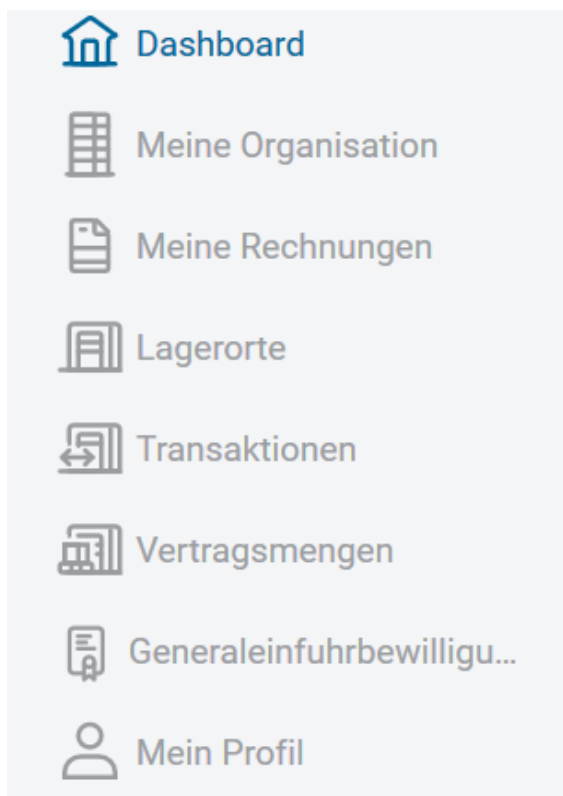 Dashboard
Meine Organisation
Meine Rechnungen
Lagerorte
Transaktionen
Vertragsmengen
Generaleinfuhrbewilligu...
Mein Profil